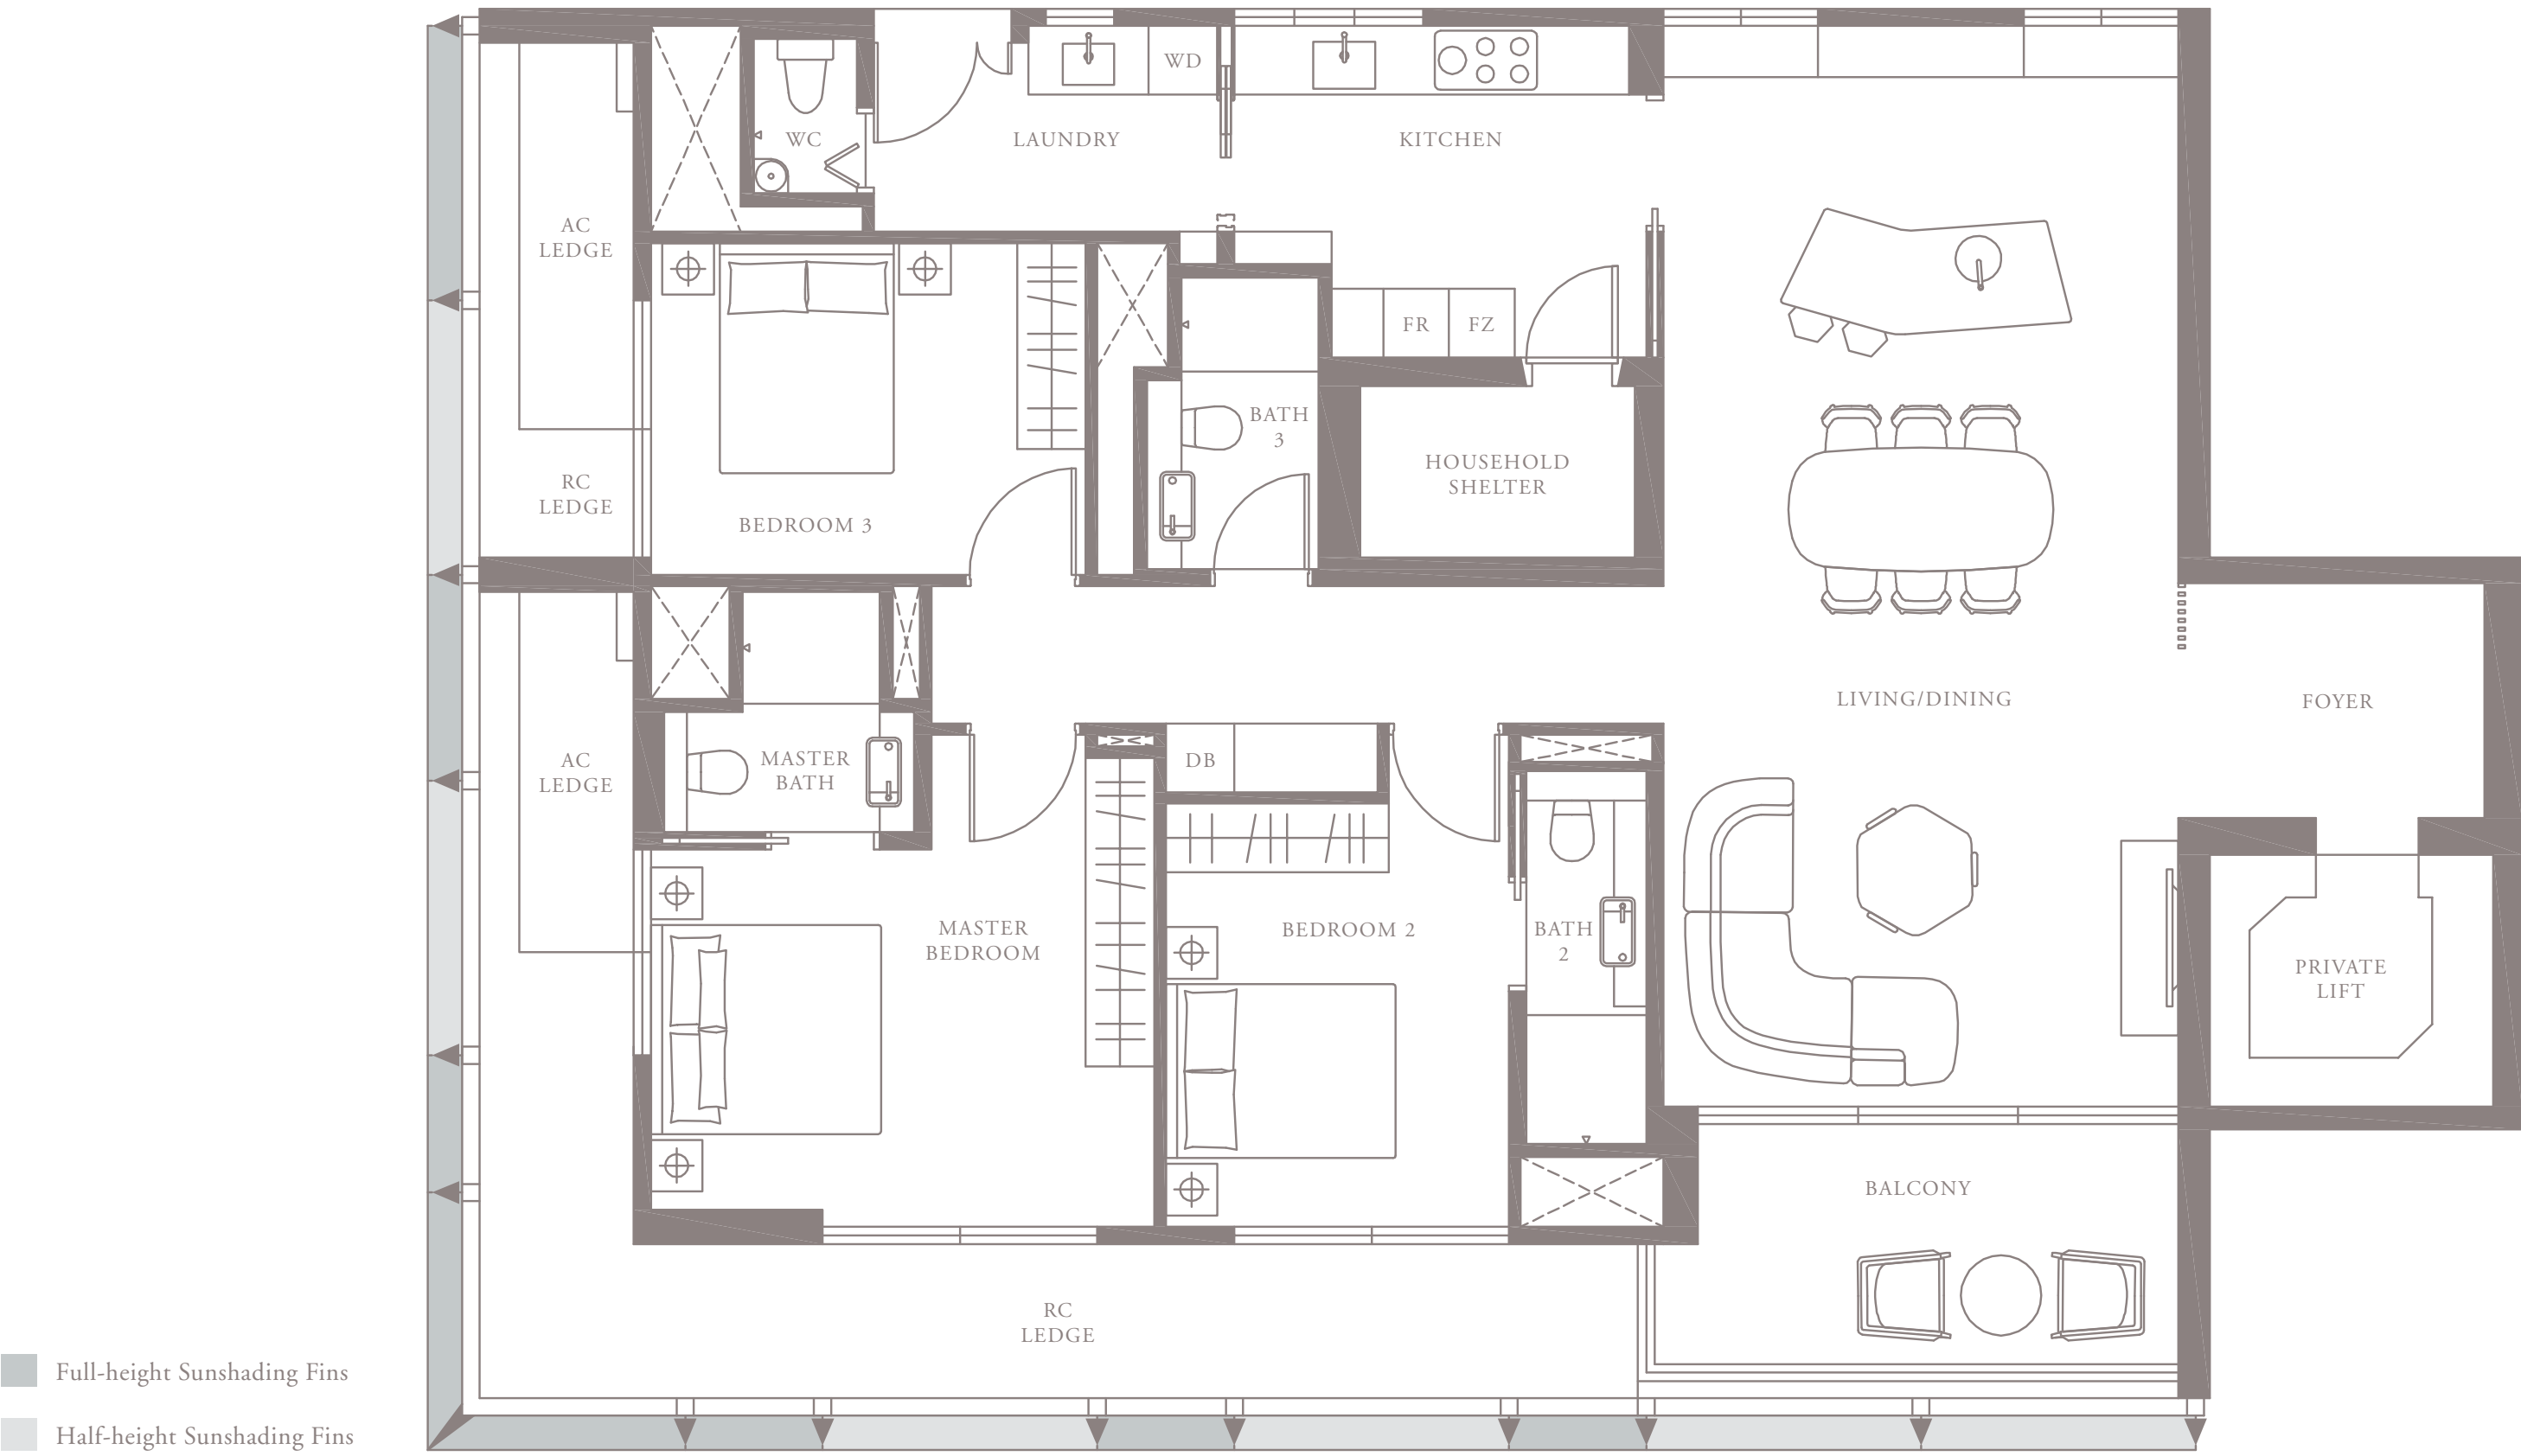 WD
WC
LAUNDRY
KITCHEN
AC
LEDGE
FR
FZ
BATH
3
HOUSEHOLD
SHELTER
RC
LEDGE
BEDROOM 3
LIVING/DINING
FOYER
AC
LEDGE
MASTER
BATH
DB
MASTER
BEDROOM
BEDROOM 2
BATH
2
PRIVATE
LIFT
BALCONY
RC
LEDGE
Full-height Sunshading Fins
Half-height Sunshading Fins